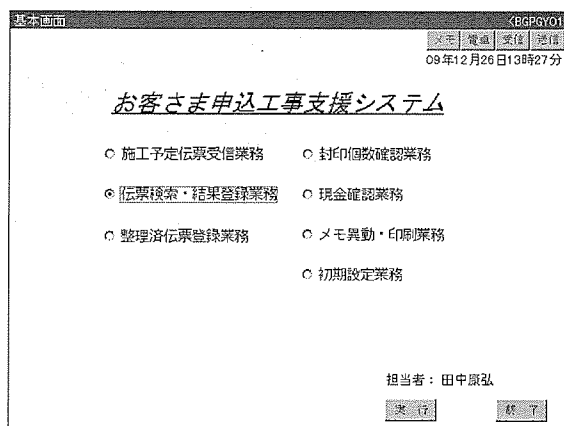 基本画面 <BGPGYO1
メモ 電卓 受信 送信
09年12月26日13時27分
お客さま申込工事支援システム
施工予定伝票受信業務 封印個数確認業務
伝票検索・結果登録業務 現金確認業務
整理済伝票登録業務 メモ異動・印刷業務
初期設定業務
担当者：田中康弘
実行 終了